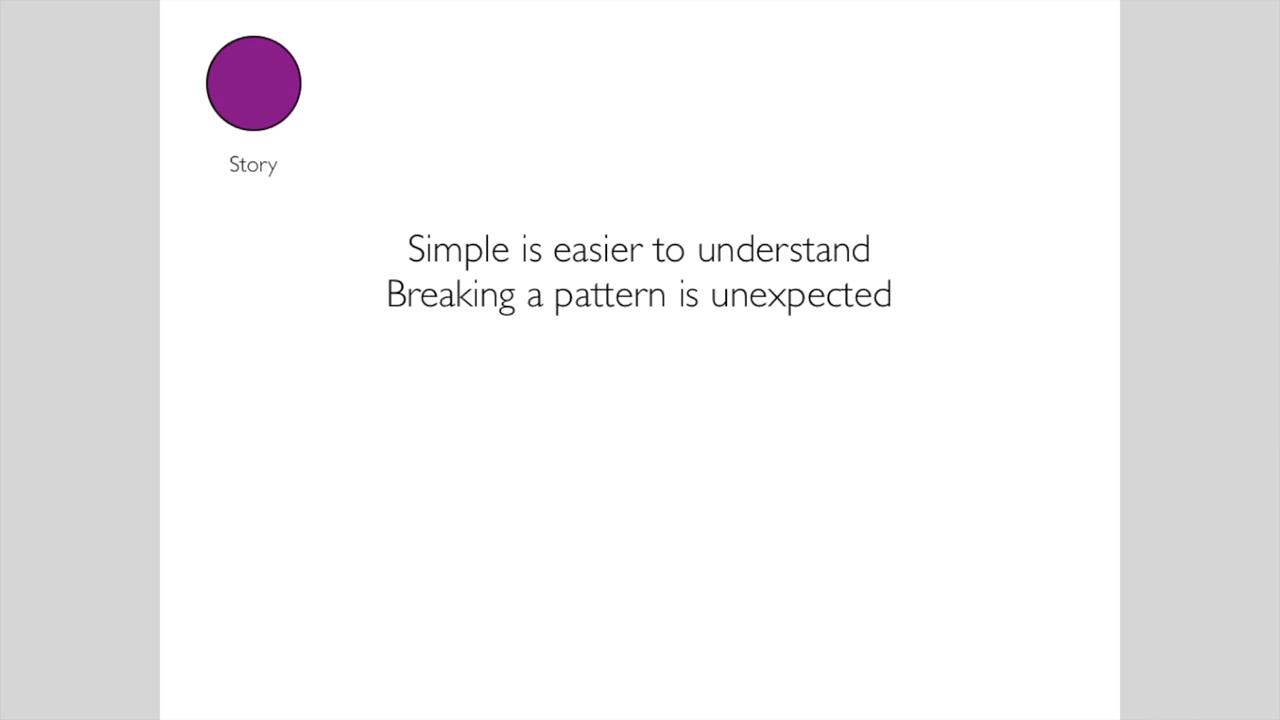 Story
Simple is easier to understand
Breaking a pattern is unexpected